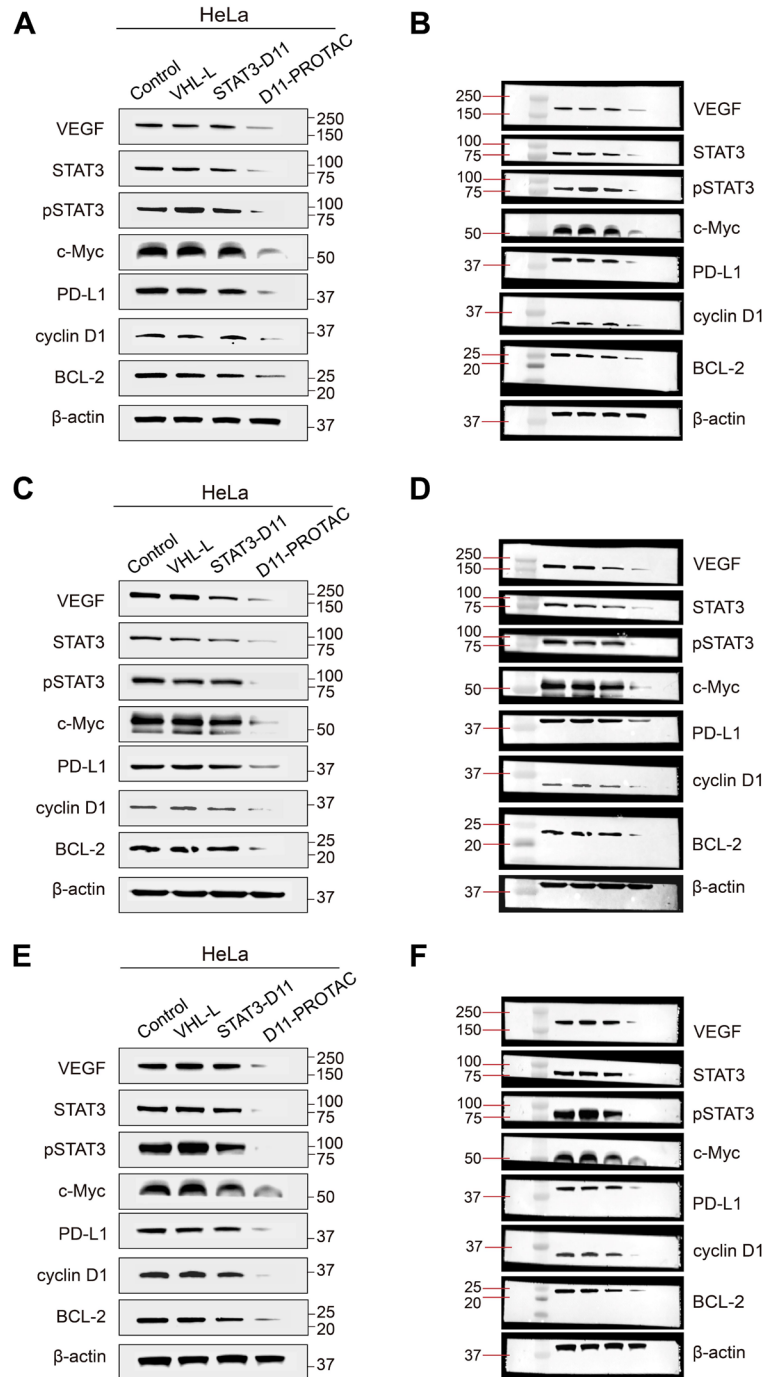 A
HeLa
Control
VHL-L
STAT3-D11
D11-PROTAC
VEGF
250
150
STAT3
100
75
pSTAT3
100
75
c-Myc
50
PD-L1
37
cyclin D1
37
BCL-2
25
20
β-actin
37
B
250
150
VEGF
100
75
STAT3
100
75
pSTAT3
50
c-Myc
37
PD-L1
37
cyclin D1
25
20
BCL-2
37
β-actin
C
HeLa
Control
VHL-L
STAT3-D11
D11-PROTAC
VEGF
250
150
STAT3
100
75
pSTAT3
100
75
c-Myc
50
PD-L1
37
cyclin D1
37
BCL-2
25
20
β-actin
37
D
250
150
VEGF
100
75
STAT3
100
75
pSTAT3
50
c-Myc
37
PD-L1
37
cyclin D1
25
20
BCL-2
37
β-actin
E
HeLa
Control
VHL-L
STAT3-D11
D11-PROTAC
VEGF
250
150
STAT3
100
75
pSTAT3
100
75
c-Myc
50
PD-L1
37
cyclin D1
37
BCL-2
25
20
β-actin
37
F
250
150
VEGF
100
75
STAT3
100
75
pSTAT3
50
c-Myc
37
PD-L1
37
cyclin D1
25
20
BCL-2
37
β-actin